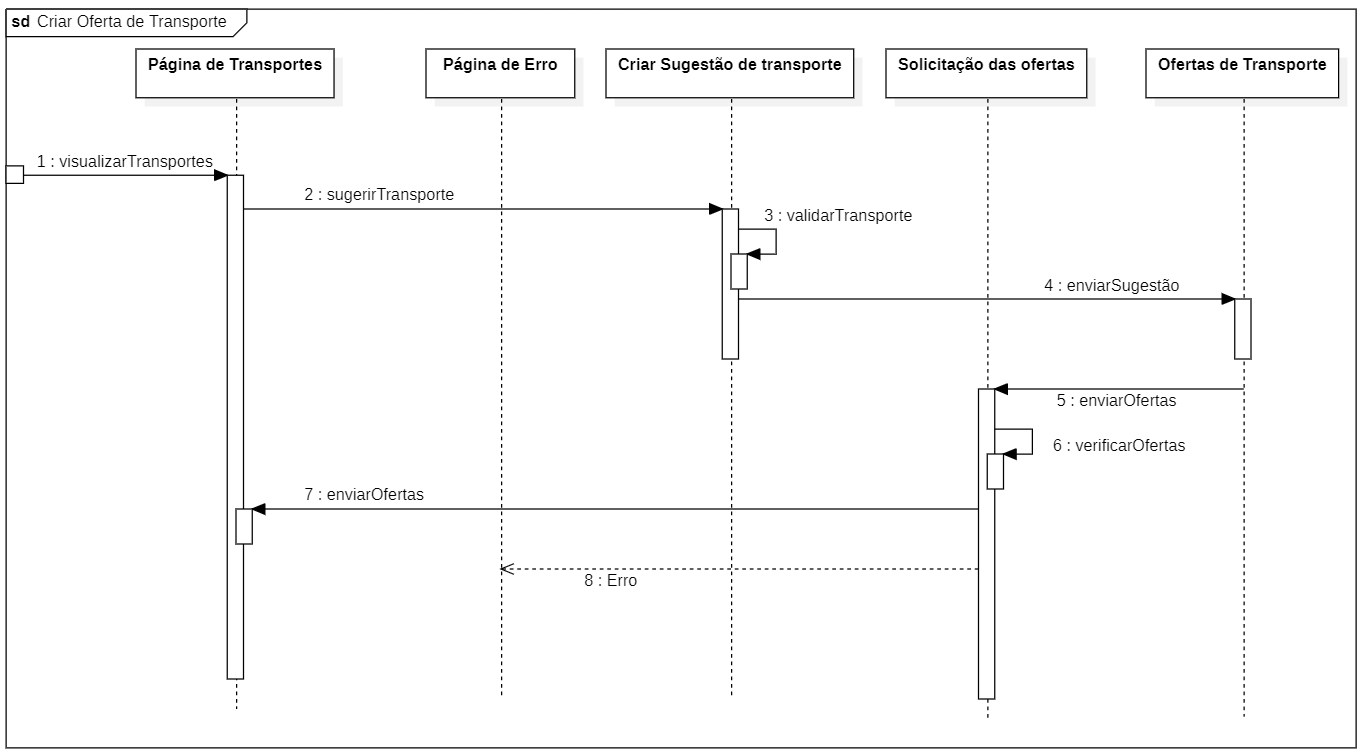 sd Criar Oferta de Transporte
Página de Transportes
Página de Erro
Criar Sugestão de transporte
Solicitação das ofertas
Ofertas de Transporte
1 : visualizarTransportes
2 : sugerirTransporte
3 : validarTransporte
4 : enviarSugestão
5 : enviarOfertas
6 : verificarOfertas
7 : enviarOfertas
8 : Erro